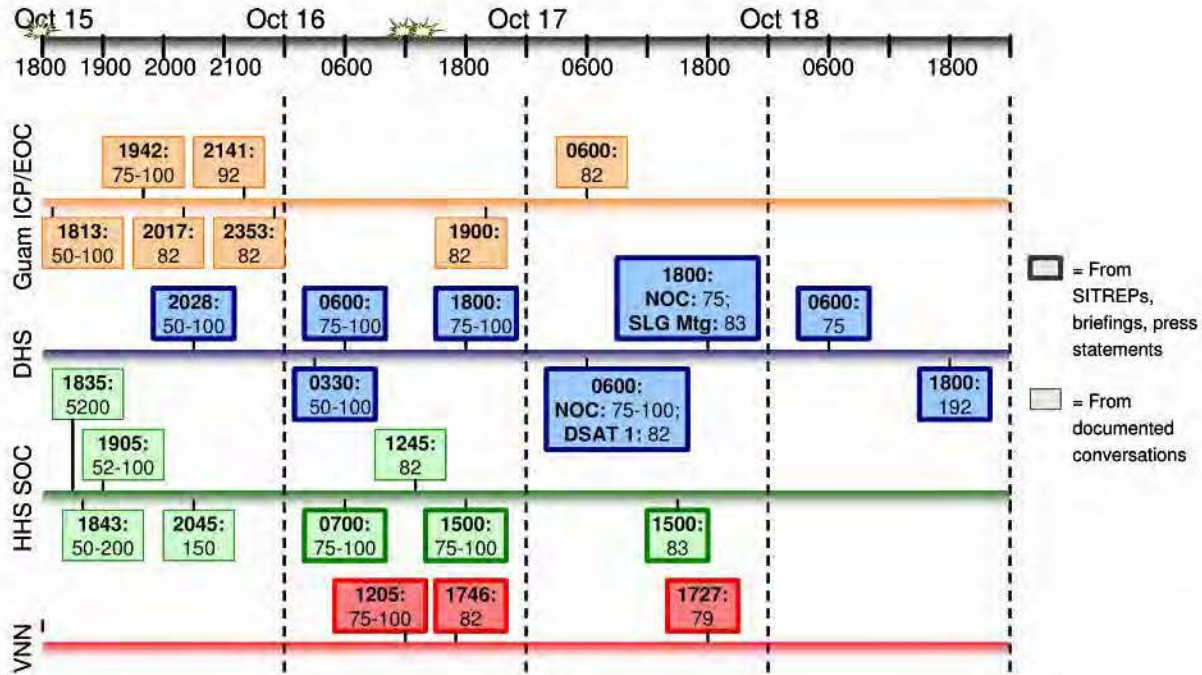 Oct 15 Oct 16 Oct 17 Oct 18
1800 1900 2000 2100 0600 1800 0600 1800 0600 1800
Guam ICP/EOC
1942:
75-100
2141:
92
0600:
82
1813:
50-100
2017:
82
2353:
82
1900:
82
DHS
2028:
50-100
0600:
75-100
1800:
75-100
1800:
NOC: 75;
SLG Mtg: 83
0600:
75
0330:
50-100
0600:
NOC: 75-100;
DSAT 1: 82
1800:
192
HHS SOC
1835:
5200
1905:
52-100
1245:
82
1843:
50-200
2045:
150
0700:
75-100
1500:
75-100
1500:
83
VNN
1205:
75-100
1746:
82
1727:
79
= From
SITREPs,
briefings, press
statements
= From
documented
conversations